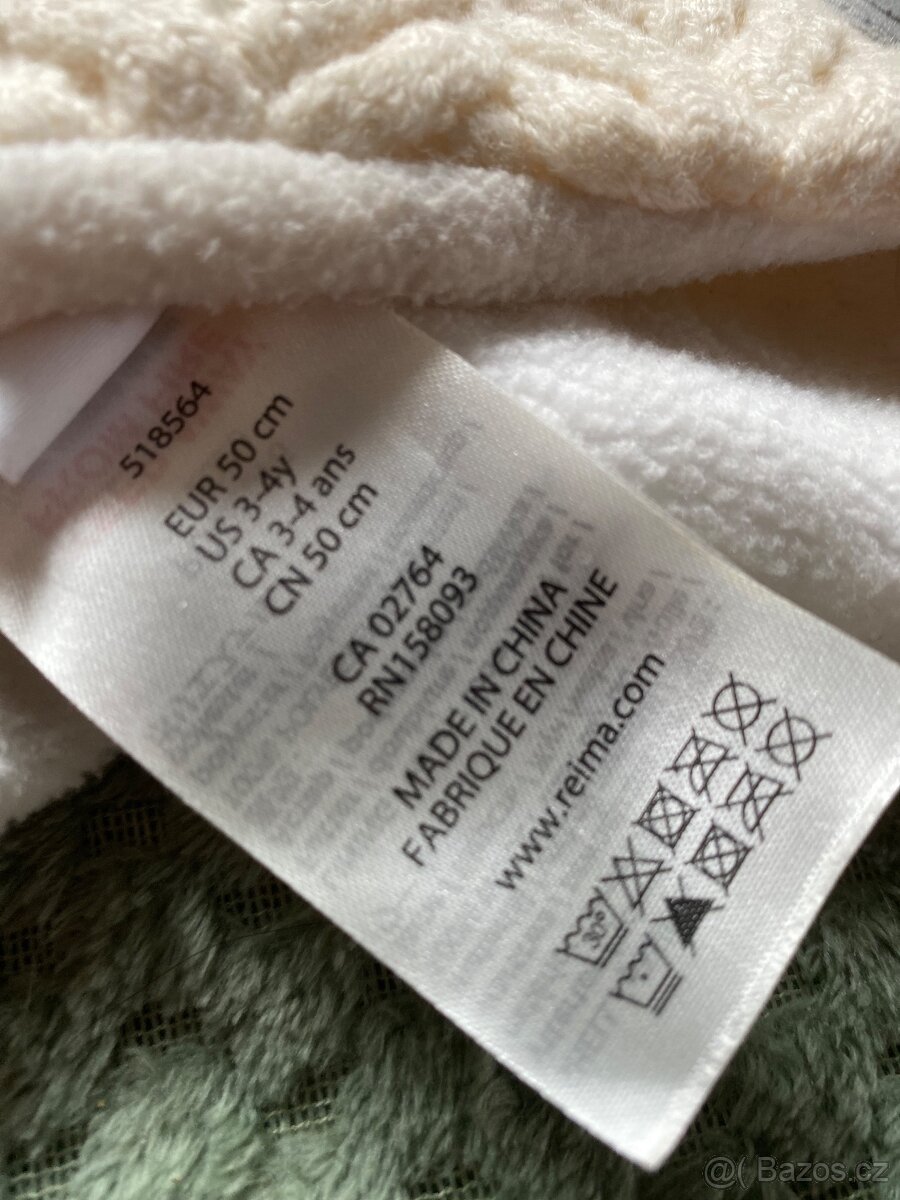 518564
EUR 50 cm
US 3-4y
CA 3-4 ans
CN 50 cm
CA 02764
RN158093
MADE IN CHINA
FABRIQUE EN CHINE
www.reima.com
30°
@( Bazos.cz